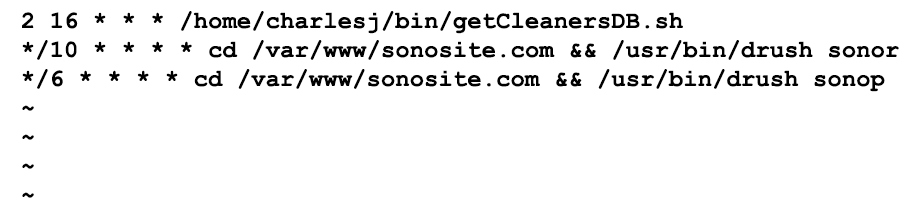 2 16 * * * /home/charlesj/bin/getCleanersDB.sh
*/10 * * * * cd /var/www/sonosite.com && /usr/bin/drush sonor
*/6 * * * * cd /var/www/sonosite.com && /usr/bin/drush sonop
~
~
~
~